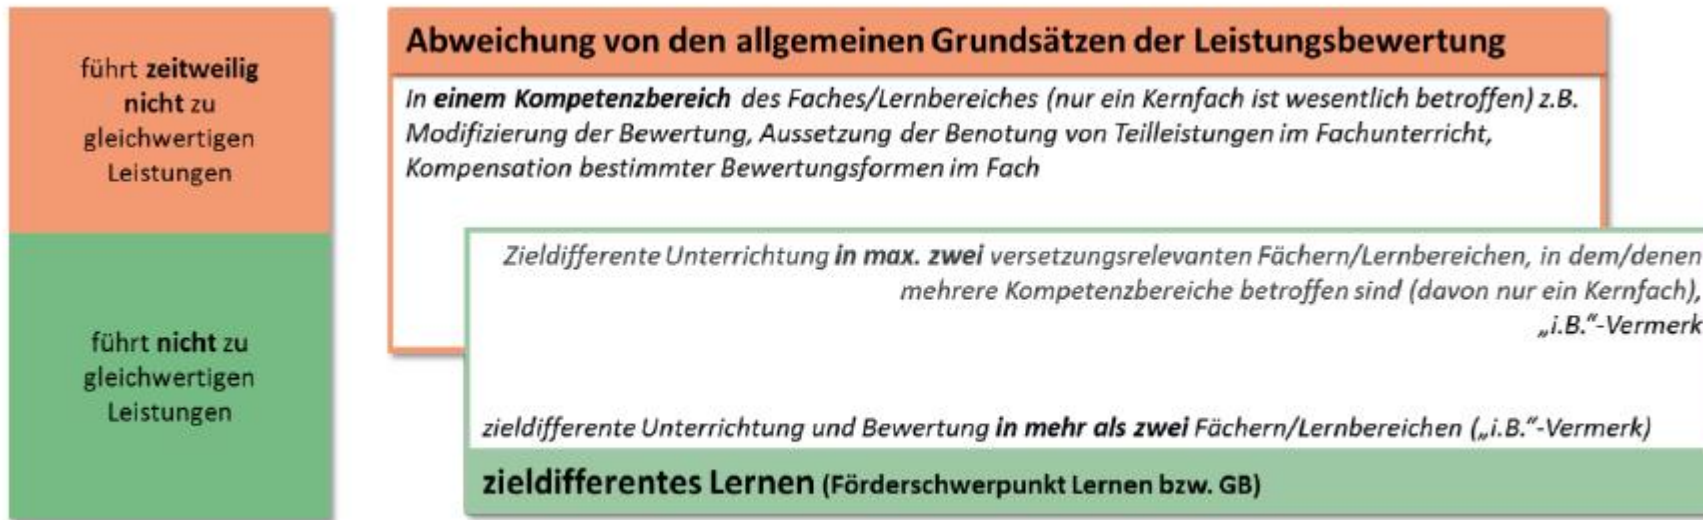 führt zeitweilig
nicht zu
gleichwertigen
Leistungen
führt nicht zu
gleichwertigen
Leistungen
Abweichung von den allgemeinen Grundsätzen der Leistungsbewertung
In einem Kompetenzbereich des Faches/Lernbereiches (nur ein Kernfach ist wesentlich betroffen) z.B.
Modifizierung der Bewertung, Aussetzung der Benotung von Teilleistungen im Fachunterricht,
Kompensation bestimmter Bewertungsformen im Fach
Zieldifferente Unterrichtung in max. zwei versetzungsrelevanten Fächern/Lernbereichen, in dem/denen
mehrere Kompetenzbereiche betroffen sind (davon nur ein Kernfach),
„i.B."-Vermerk
zieldifferente Unterrichtung und Bewertung in mehr als zwei Fächern/Lernbereichen („i.B."-Vermerk)
zieldifferentes Lernen (Förderschwerpunkt Lernen bzw. GB)